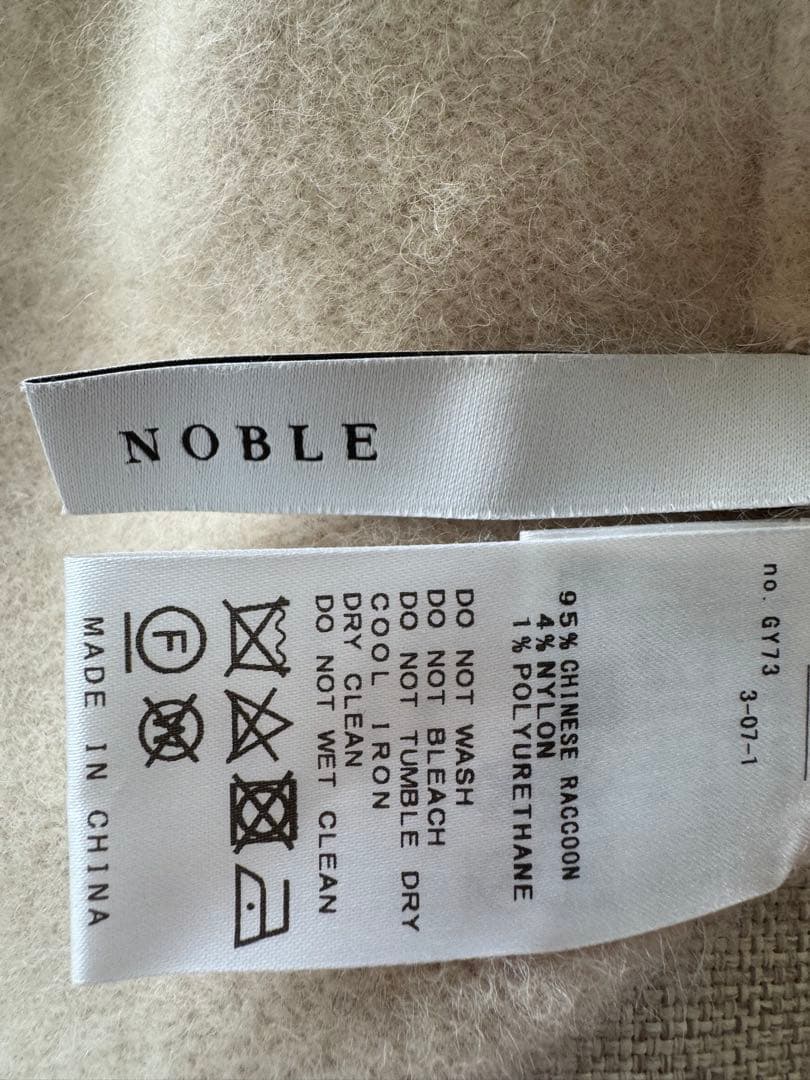 NOBLE
no. GY73
3-07-1
95% CHINESE RACCOON
4% NYLON
1% POLYURETHANE
DO NOT WASH
DO NOT BLEACH
DO NOT TUMBLE DRY
COOL IRON
DRY CLEAN
DO NOT WET CLEAN
F
W
MADE IN CHINA